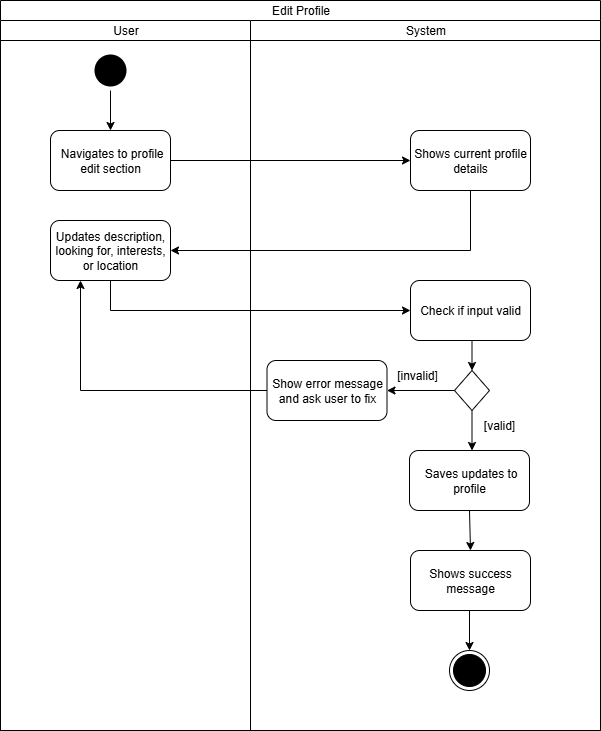 Edit Profile
User
System
Navigates to profile
edit section
Shows current profile
details
Updates description,
looking for, interests,
or location
Check if input valid
[invalid]
Show error message
and ask user to fix
[valid]
Saves updates to
profile
Shows success
message